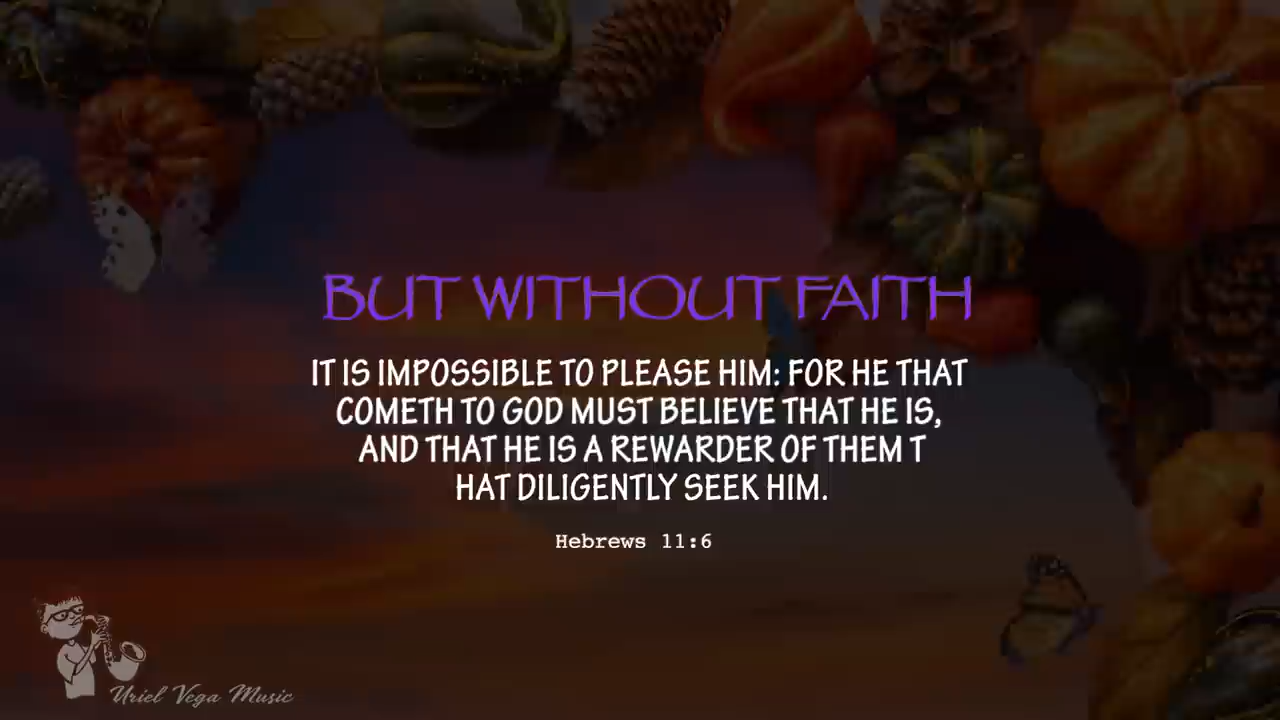 BUT WITHOUT FAITH
IT IS IMPOSSIBLE TO PLEASE HIM: FOR HE THAT
COMETH TO GOD MUST BELIEVE THAT HE IS,
AND THAT HE IS A REWARDER OF THEM T
HAT DILIGENTLY SEEK HIM.
Hebrews 11:6
Uriel Vega Music